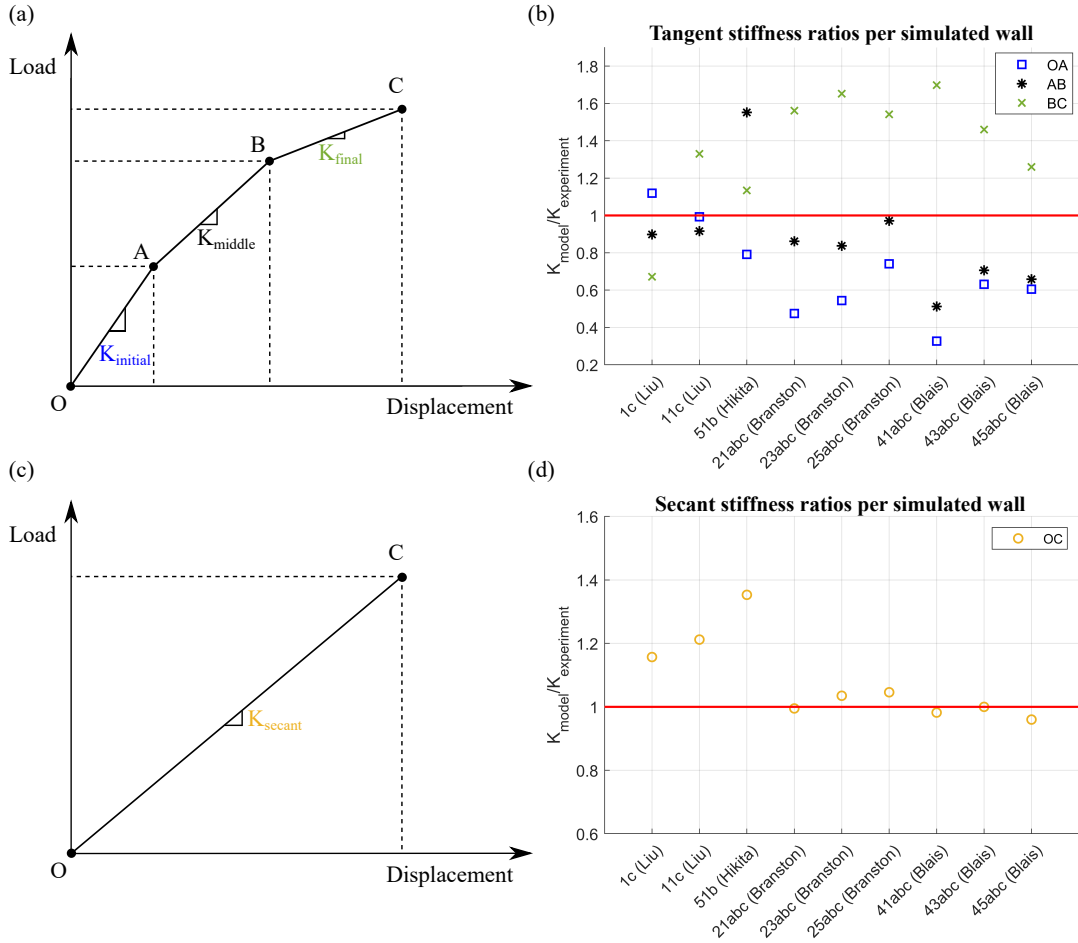 (a)
Load
C
B
K_final
A
K_middle
K_initial
O
Displacement
(b)
Tangent stiffness ratios per simulated wall
K_model/K_experiment
1.8
1.6
1.4
1.2
1
0.8
0.6
0.4
0.2
OA
AB
BC
1c (Liu)
11c (Liu)
51b (Hikita)
21abc (Branston)
23abc (Branston)
25abc (Branston)
41abc (Blais)
43abc (Blais)
45abc (Blais)
(c)
Load
C
K_secant
O
Displacement
(d)
Secant stiffness ratios per simulated wall
K_model/K_experiment
1.6
1.4
1.2
1
0.8
0.6
OC
1c (Liu)
11c (Liu)
51b (Hikita)
21abc (Branston)
23abc (Branston)
25abc (Branston)
41abc (Blais)
43abc (Blais)
45abc (Blais)